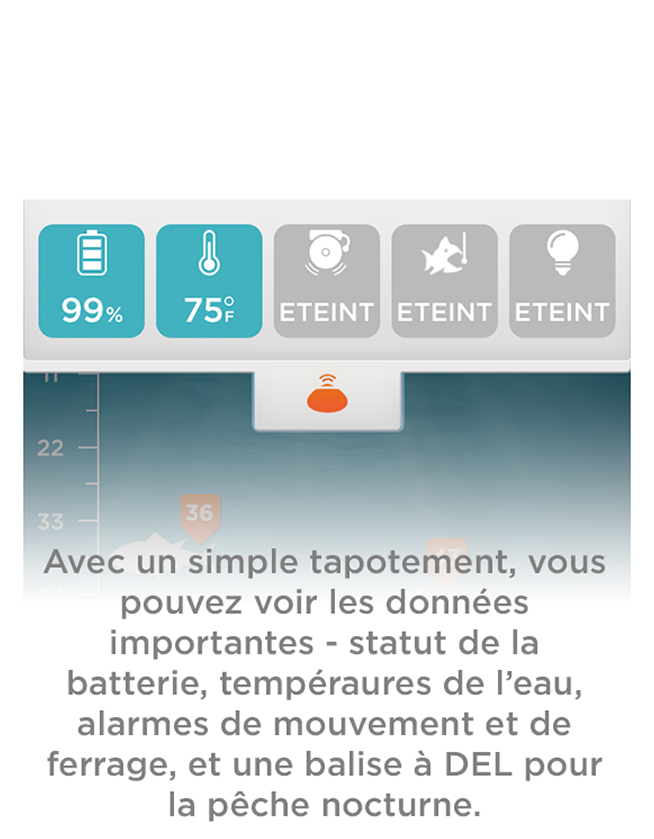 99%
75°F
ETEINT
ETEINT
ETEINT
11
22
33
36
Avec un simple tapotement, vous
pouvez voir les données
importantes - statut de la
batterie, tempéraures de l'eau,
alarmes de mouvement et de
ferrage, et une balise à DEL pour
la pêche nocturne.